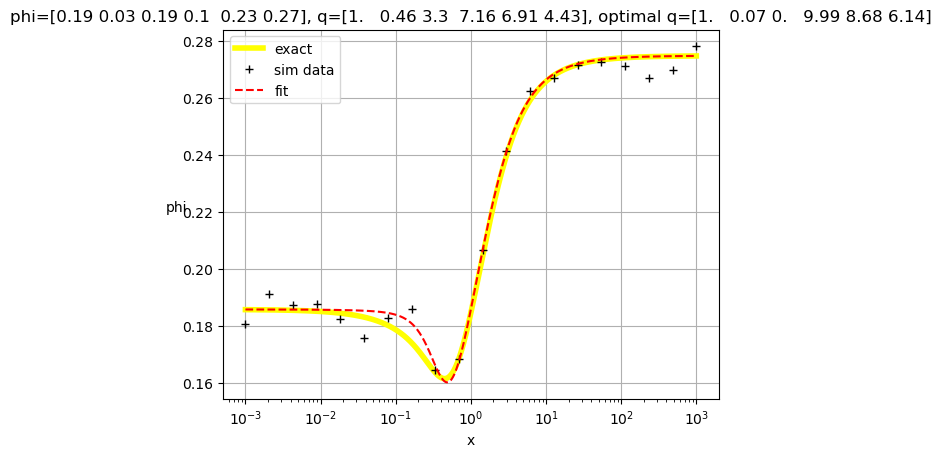 phi=[0.19 0.03 0.19 0.1  0.23 0.27], q=[1.   0.46 3.3  7.16 6.91 4.43], optimal q=[1.   0.07 0.   9.99 8.68 6.14]
exact
sim data
fit
0.28
0.26
0.24
0.22
0.20
0.18
0.16
phi
10⁻³ 10⁻² 10⁻¹ 10⁰ 10¹ 10² 10³
x